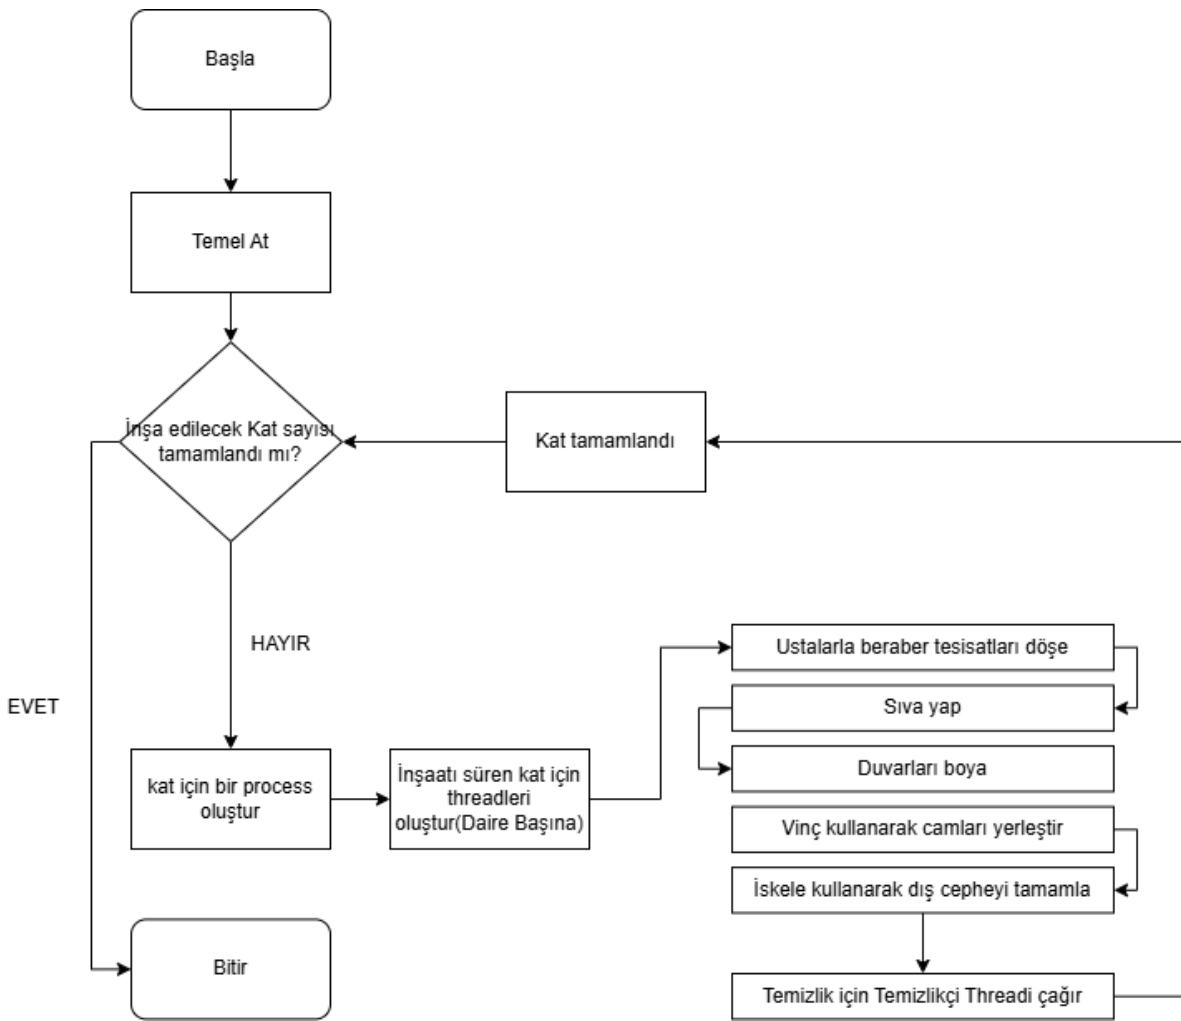 Başla
Temel At
İnşa edilecek Kat sayısı
tamamlandı mı?
Kat tamamlandı
HAYIR
EVET
kat için bir process
oluştur
İnşaatı süren kat için
threadleri
oluştur(Daire Başına)
Ustalarla beraber tesisatları döşe
Sıva yap
Duvarları boya
Vinç kullanarak camları yerleştir
İskele kullanarak dış cepheyi tamamla
Temizlik için Temizlikçi Threadi çağır
Bitir